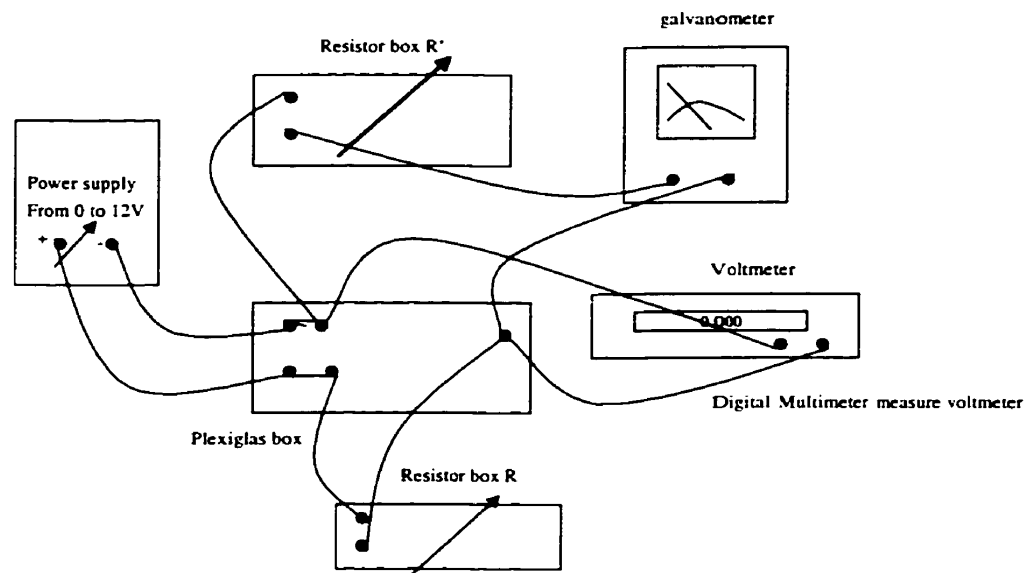 galvanometer
Resistor box R'
Power supply
From 0 to 12V
+ -
Voltmeter
0.000
Digital Multimeter measure voltmeter
Plexiglas box
Resistor box R